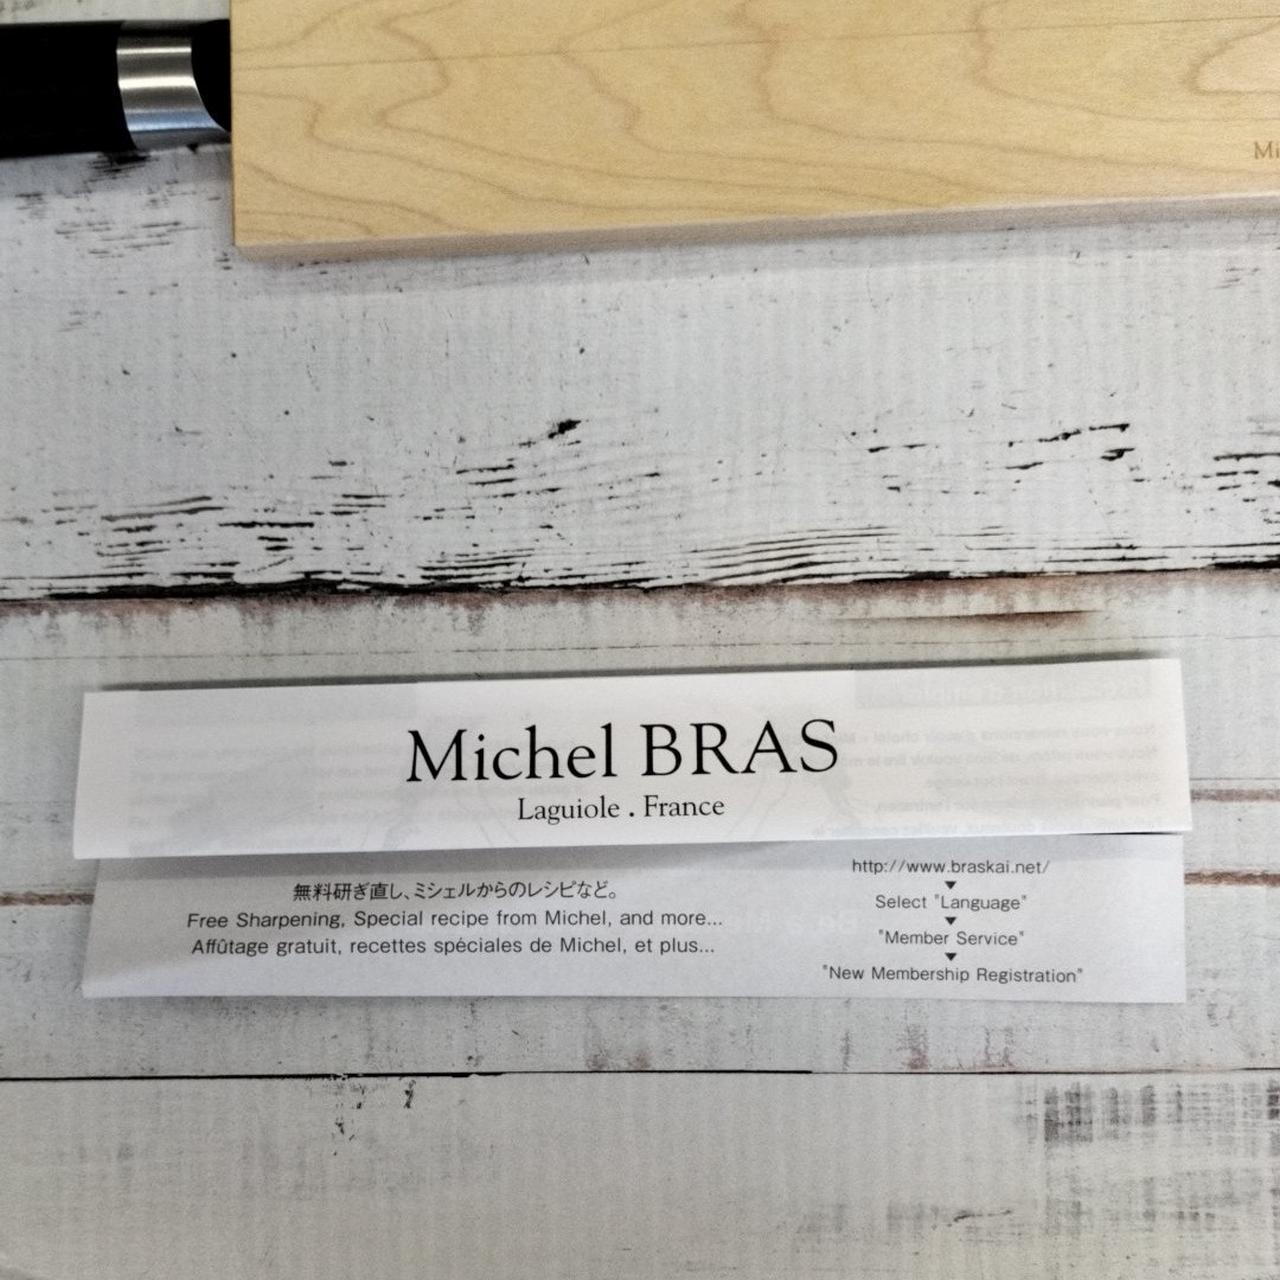 Mi
Michel BRAS
Laguiole . France
無料研ぎ直し、ミシェルからのレシピなど。
Free Sharpening, Special recipe from Michel, and more...
Affûtage gratuit, recettes spéciales de Michel, et plus...
http://www.braskai.net/
▼
Select "Language"
▼
"Member Service"
▼
"New Membership Registration"